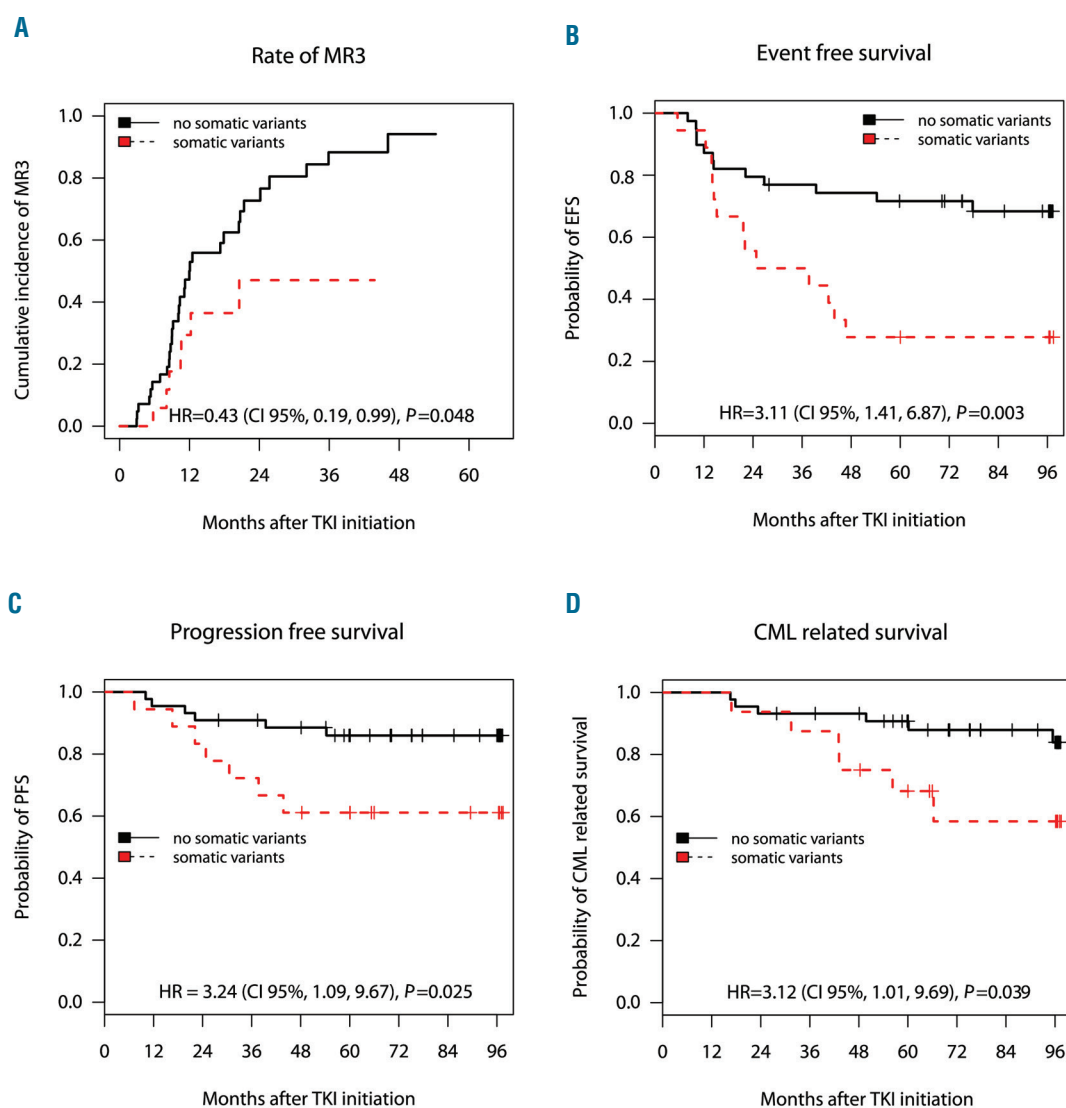 A
Rate of MR3
Cumulative incidence of MR3
1.0
0.8
0.6
0.4
0.2
0.0
no somatic variants
somatic variants
HR=0.43 (CI 95%, 0.19, 0.99), P=0.048
0 12 24 36 48 60
Months after TKI initiation
B
Event free survival
Probability of EFS
1.0
0.8
0.6
0.4
0.2
0.0
no somatic variants
somatic variants
HR=3.11 (CI 95%, 1.41, 6.87), P=0.003
0 12 24 36 48 60 72 84 96
Months after TKI initiation
C
Progression free survival
Probability of PFS
1.0
0.8
0.6
0.4
0.2
0.0
no somatic variants
somatic variants
HR = 3.24 (CI 95%, 1.09, 9.67), P=0.025
0 12 24 36 48 60 72 84 96
Months after TKI initiation
D
CML related survival
Probability of CML related survival
1.0
0.8
0.6
0.4
0.2
0.0
no somatic variants
somatic variants
HR=3.12 (CI 95%, 1.01, 9.69), P=0.039
0 12 24 36 48 60 72 84 96
Months after TKI initiation